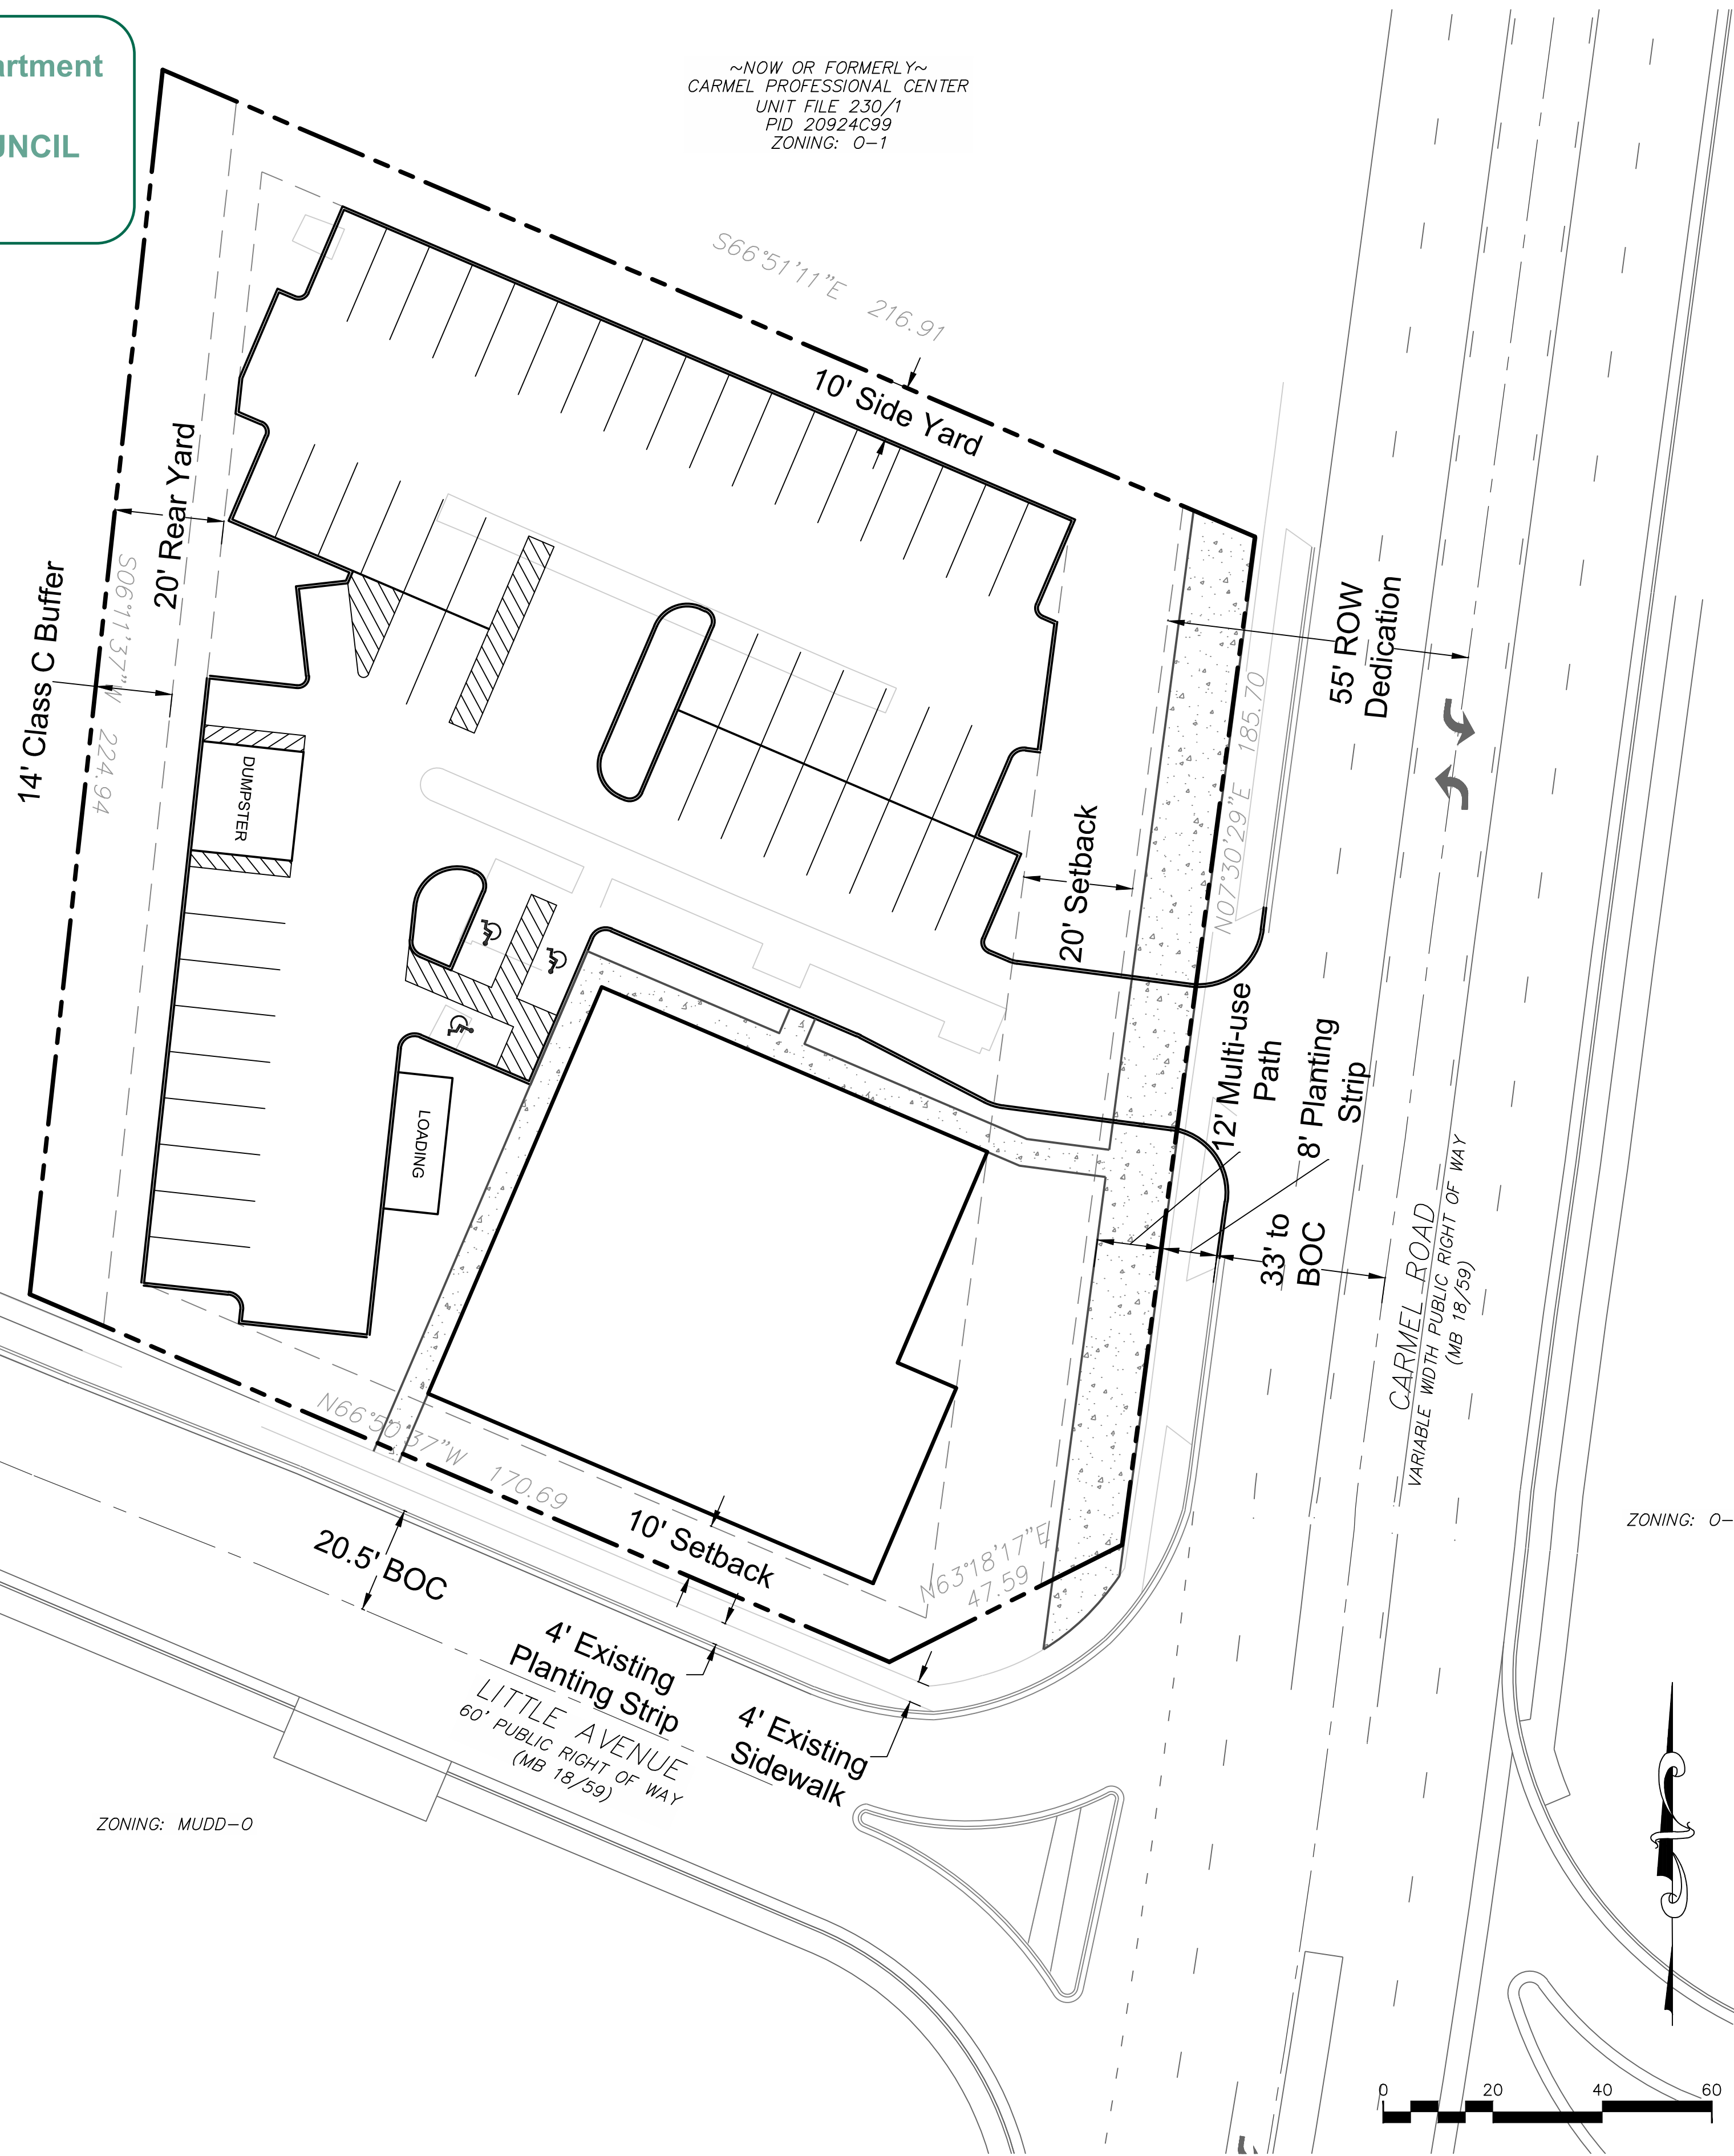 artment
UNCIL
~NOW OR FORMERLY~
CARMEL PROFESSIONAL CENTER
UNIT FILE 230/1
PID 20924C99
ZONING: O-1
S66°51'11"E 216.91
10' Side Yard
20' Rear Yard
14' Class C Buffer
S06°11'37"W 224.94
55' ROW
Dedication
N07°30'29"E 185.70
DUMPSTER
20' Setback
12' Multi-use
Path
8' Planting
Strip
LOADING
33' to
BOC
CARMEL ROAD
VARIABLE WIDTH PUBLIC RIGHT OF WAY
(MB 18/59)
N66°50'37"W 170.69
10' Setback
N63°18'17"E
47.59
20.5' BOC
4' Existing
Planting Strip
4' Existing
Sidewalk
LITTLE AVENUE
60' PUBLIC RIGHT OF WAY
(MB 18/59)
ZONING: O-
ZONING: MUDD-O
0 20 40 60